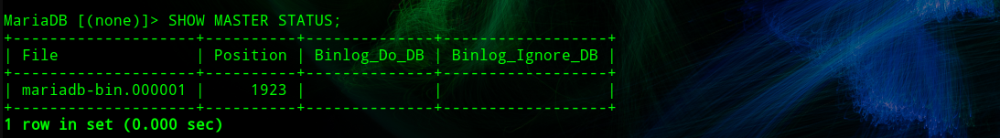 MariaDB [(none)]> SHOW MASTER STATUS;
+--------------------+----------+--------------+------------------+
| File               | Position | Binlog_Do_DB | Binlog_Ignore_DB |
+--------------------+----------+--------------+------------------+
| mariadb-bin.000001 |     1923 |              |                  |
+--------------------+----------+--------------+------------------+
1 row in set (0.000 sec)